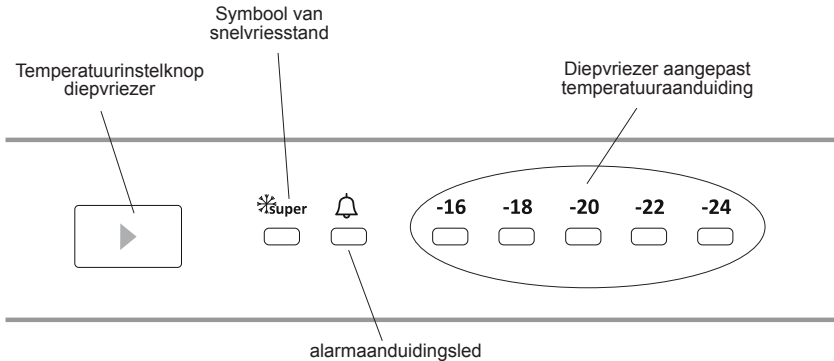 Symbool van
snelvriesstand
Temperatuurinstelknop
diepvriezer
Diepvriezer aangepast
temperatuuraanduiding
super
-16 -18 -20 -22 -24
alarmaanduidingsled